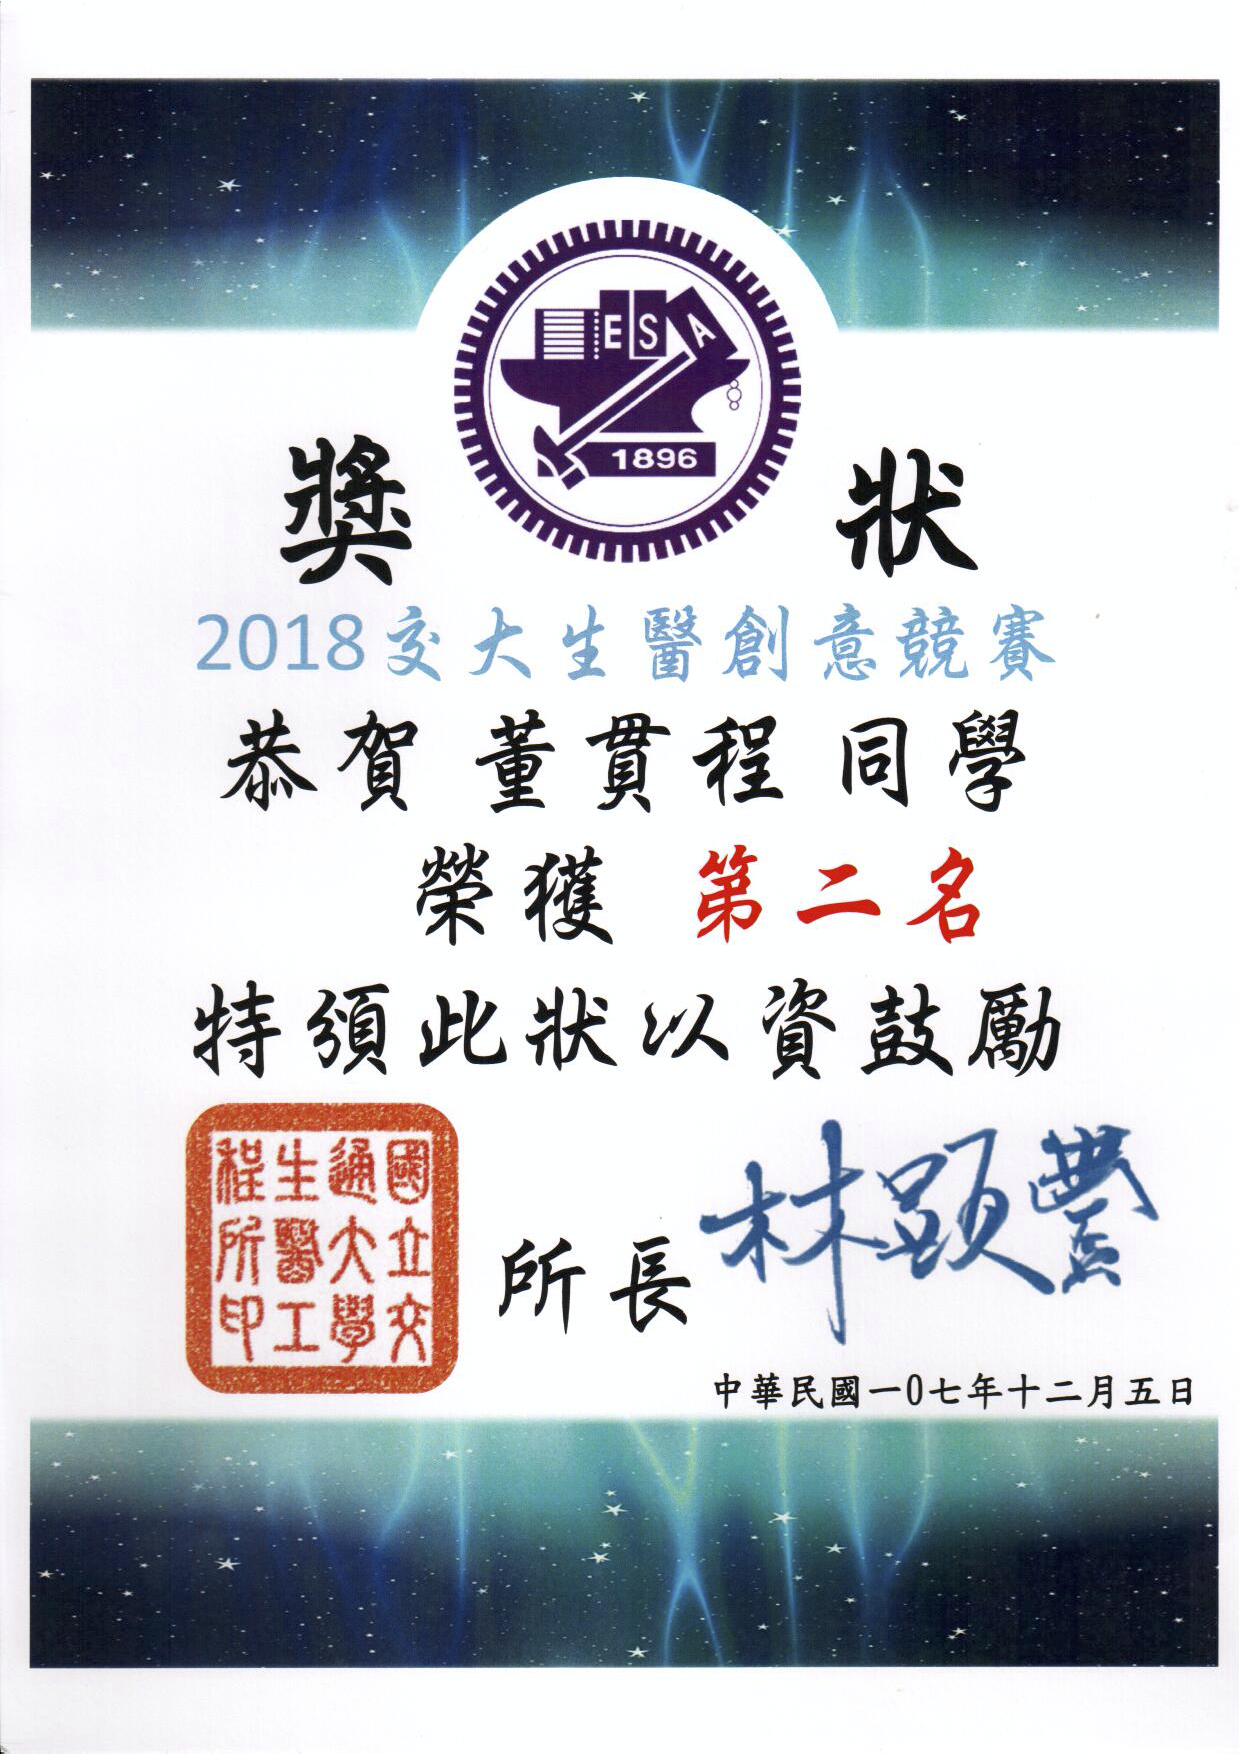 ESA
1896
獎 狀
2018交大生醫創意競賽
恭賀 董貫程 同學
榮獲 第二名
特頒此狀以資鼓勵
國立交
通大學
生醫工
程所印
所長 林顯豐
中華民國一0七年十二月五日